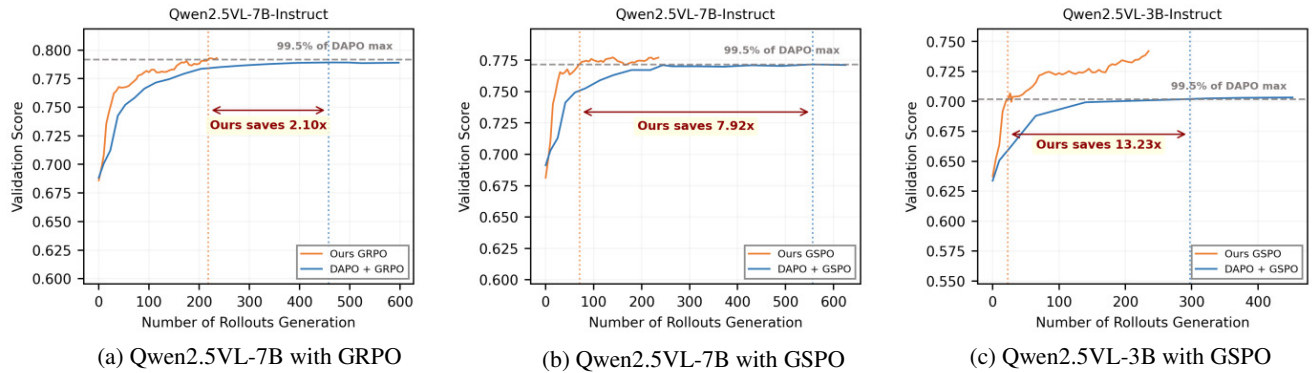 Qwen2.5VL-7B-Instruct
99.5% of DAPO max
Ours saves 2.10x
Validation Score
0.800
0.775
0.750
0.725
0.700
0.675
0.650
0.625
0.600
Ours GRPO
DAPO + GRPO
0 100 200 300 400 500 600
Number of Rollouts Generation
(a) Qwen2.5VL-7B with GRPO
Qwen2.5VL-7B-Instruct
99.5% of DAPO max
Ours saves 7.92x
Validation Score
0.775
0.750
0.725
0.700
0.675
0.650
0.625
0.600
Ours GSPO
DAPO + GSPO
0 100 200 300 400 500 600
Number of Rollouts Generation
(b) Qwen2.5VL-7B with GSPO
Qwen2.5VL-3B-Instruct
99.5% of DAPO max
Ours saves 13.23x
Validation Score
0.750
0.725
0.700
0.675
0.650
0.625
0.600
0.575
0.550
Ours GSPO
DAPO + GSPO
0 100 200 300 400
Number of Rollouts Generation
(c) Qwen2.5VL-3B with GSPO